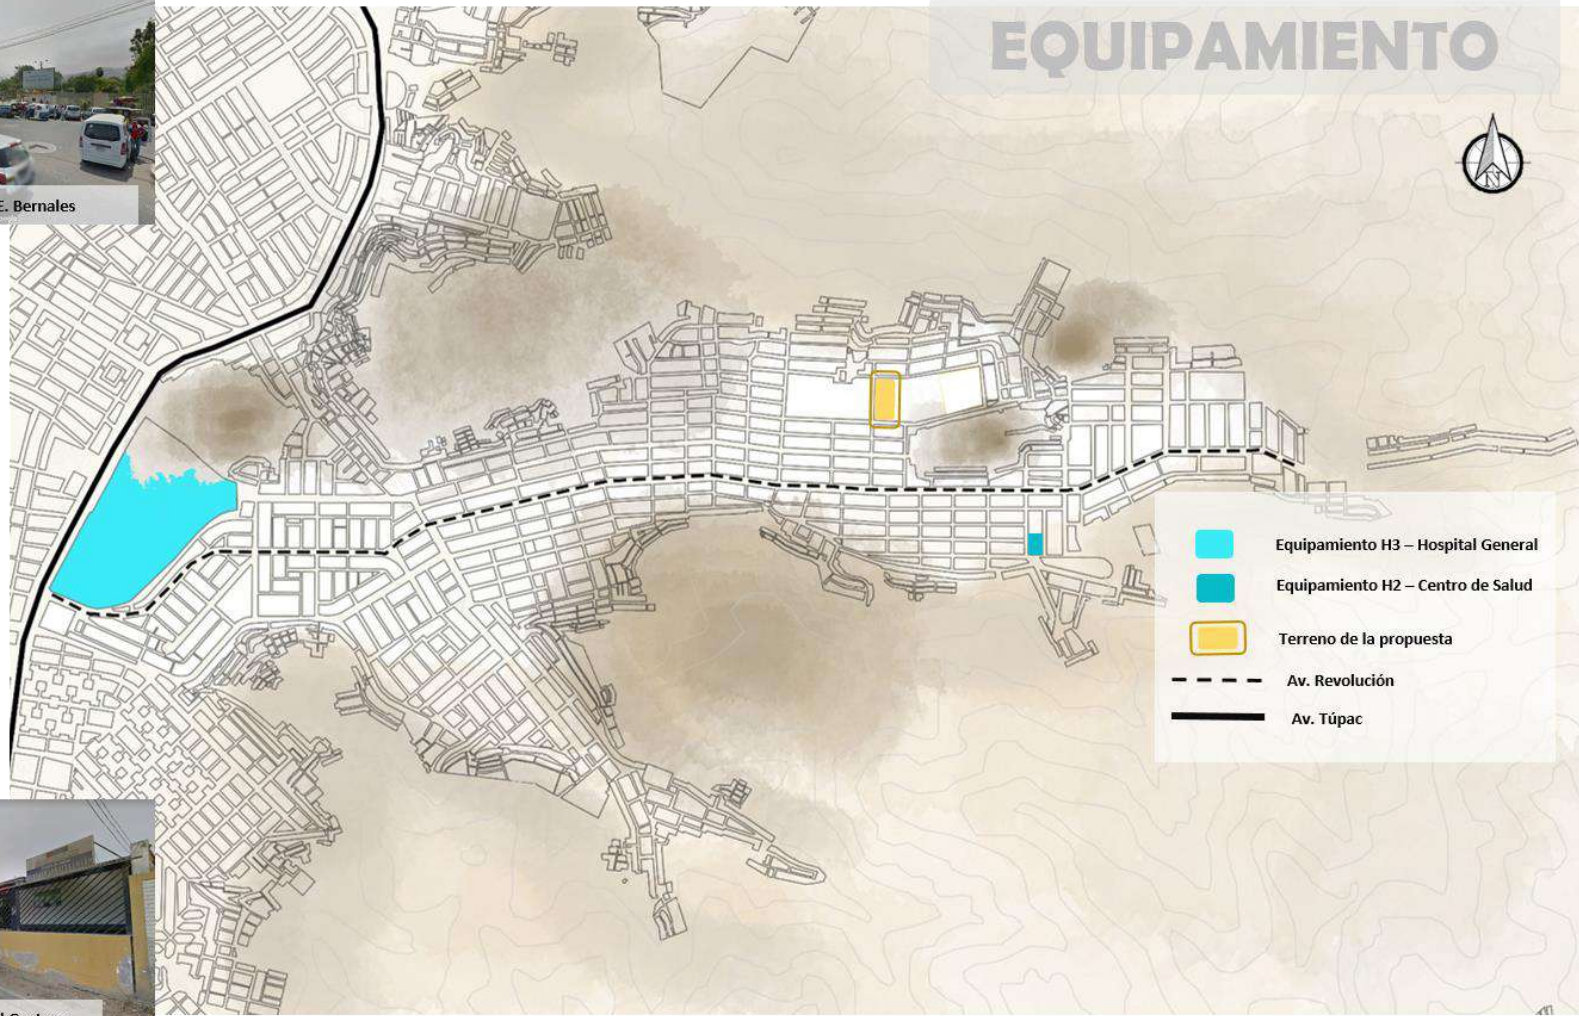 EQUIPAMIENTO
N
E. Bernales
Equipamiento H3 – Hospital General
Equipamiento H2 – Centro de Salud
Terreno de la propuesta
Av. Revolución
Av. Túpac